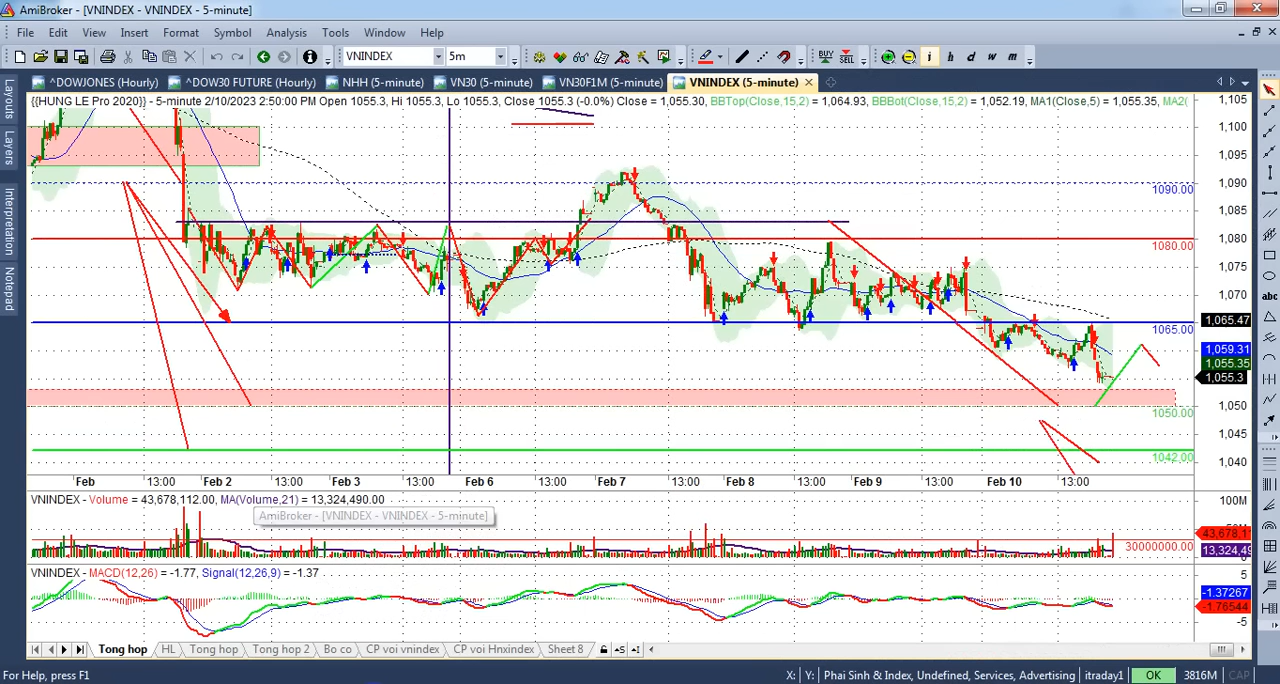 AmiBroker - [VNINDEX - VNINDEX - 5-minute]
File Edit View Insert Format Symbol Analysis Tools Window Help
VNINDEX 5m BUY SELL i h d w m
^DOWJONES (Hourly) ^DOW30 FUTURE (Hourly) NHH (5-minute) VN30 (5-minute) VN30F1M (5-minute) VNINDEX (5-minute)
Layouts
Layers
Interpretation
Notepad
{{HUNG LE Pro 2020}} - 5-minute 2/10/2023 2:50:00 PM Open 1055.3, Hi 1055.3, Lo 1055.3, Close 1055.3 (-0.0%) Close = 1,055.30, BBTop(Close,15,2) = 1,064.93, BBBot(Close,15,2) = 1,052.19, MA1(Close,5) = 1,055.35, MA2(
1,105
1,100
1,095
1,090
1090.00
1,085
1,080
1080.00
1,075
1,070
1,065.47
1065.00
1,059.31
1,055.35
1,055.3
1,050
1050.00
1,045
1042.00
1,040
abc
Feb 13:00 Feb 2 13:00 Feb 3 13:00 Feb 6 13:00 Feb 7 13:00 Feb 8 13:00 Feb 9 13:00 Feb 10 13:00
VNINDEX - Volume = 43,678,112.00, MA(Volume,21) = 13,324,490.00
AmiBroker - [VNINDEX - VNINDEX - 5-minute]
100M
43,678,1
30000000.00
13,324,49
VNINDEX - MACD(12,26) = -1.77, Signal(12,26,9) = -1.37
5
-1.37267
-1.76544
-5
Tong hop HL Tong hop Tong hop 2 Bo co CP voi vnindex CP voi Hnxindex Sheet 8
For Help, press F1 X: Y: Phai Sinh & Index, Undefined, Services, Advertising itraday1 OK 3816M CAP